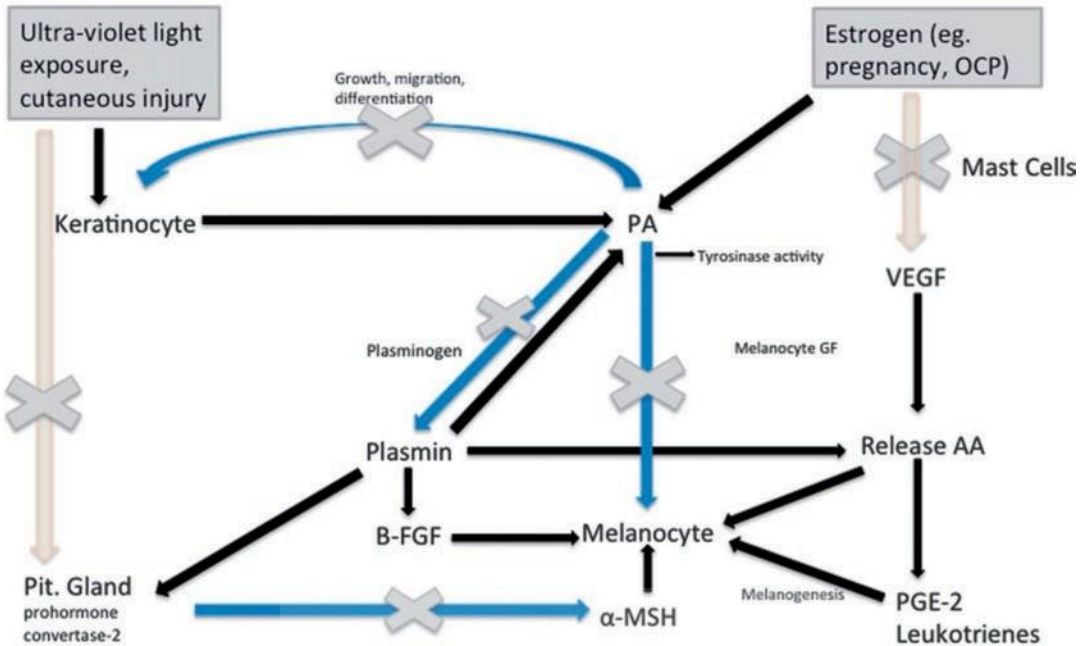 Ultra-violet light
exposure,
cutaneous injury
Estrogen (eg.
pregnancy, OCP)
Growth, migration,
differentiation
Mast Cells
Keratinocyte
PA
Tyrosinase activity
VEGF
Plasminogen
Melanocyte GF
Plasmin
Release AA
B-FGF
Melanocyte
Pit. Gland
prohormone
convertase-2
α-MSH
Melanogenesis
PGE-2
Leukotrienes